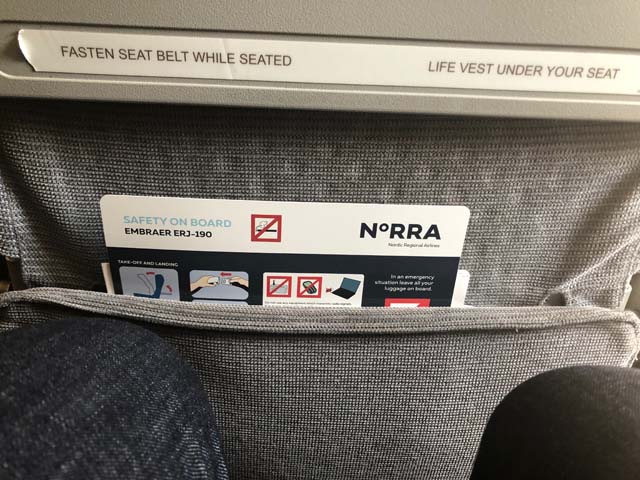 FASTEN SEAT BELT WHILE SEATED
LIFE VEST UNDER YOUR SEAT
SAFETY ON BOARD
EMBRAER ERJ-190
NºRRA
Nordic Regional Airlines
TAKE-OFF AND LANDING
In an emergency
situation leave all your
luggage on board.